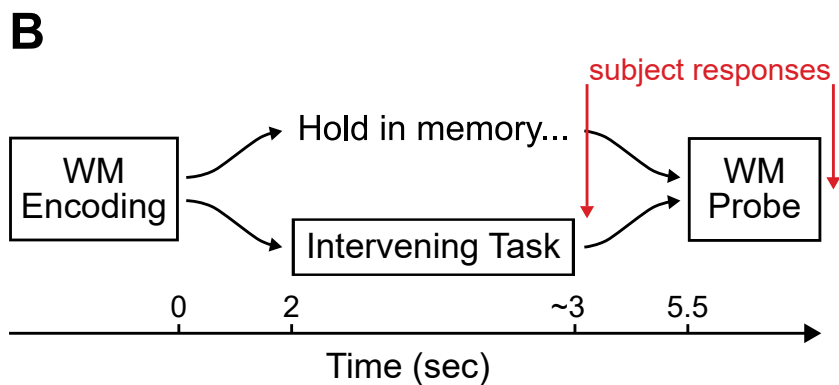 B
subject responses
Hold in memory...
WM
Encoding
WM
Probe
Intervening Task
0 2 ~3 5.5
Time (sec)